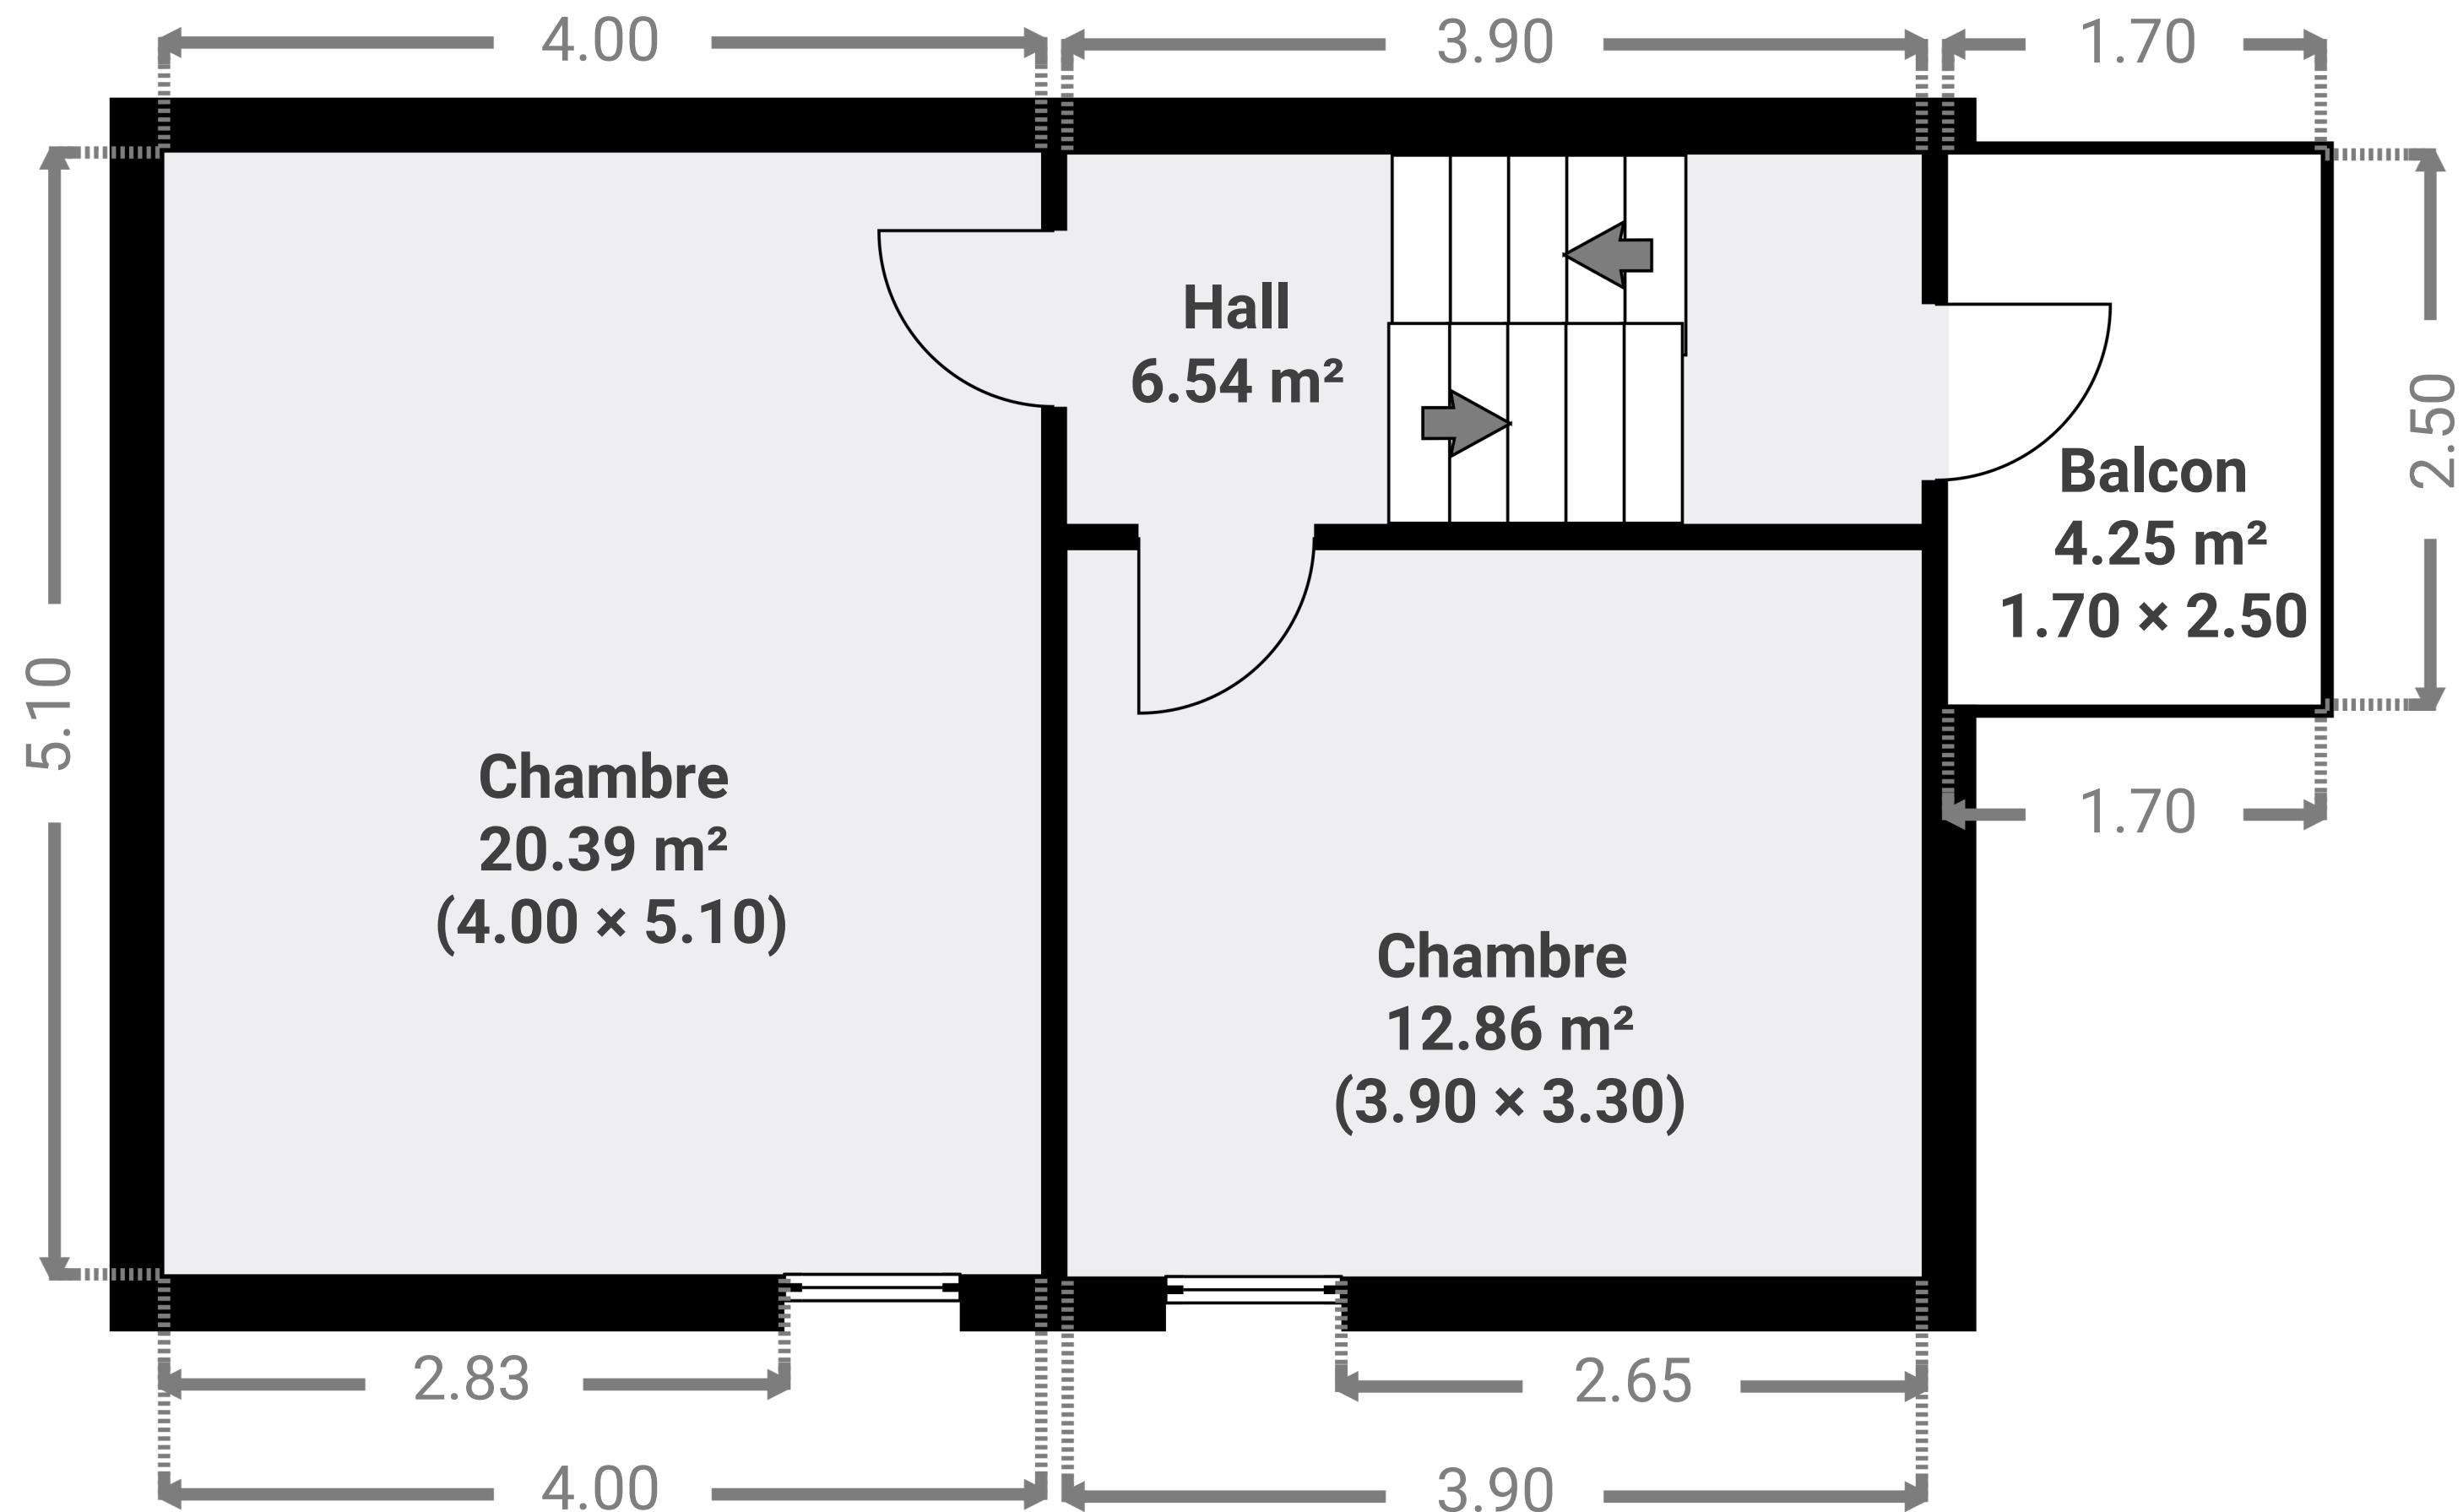 4.00
3.90
1.70
Hall
6.54 m²
2.50
Balcon
4.25 m²
1.70 × 2.50
5.10
Chambre
20.39 m²
(4.00 × 5.10)
1.70
Chambre
12.86 m²
(3.90 × 3.30)
2.83
2.65
4.00
3.90